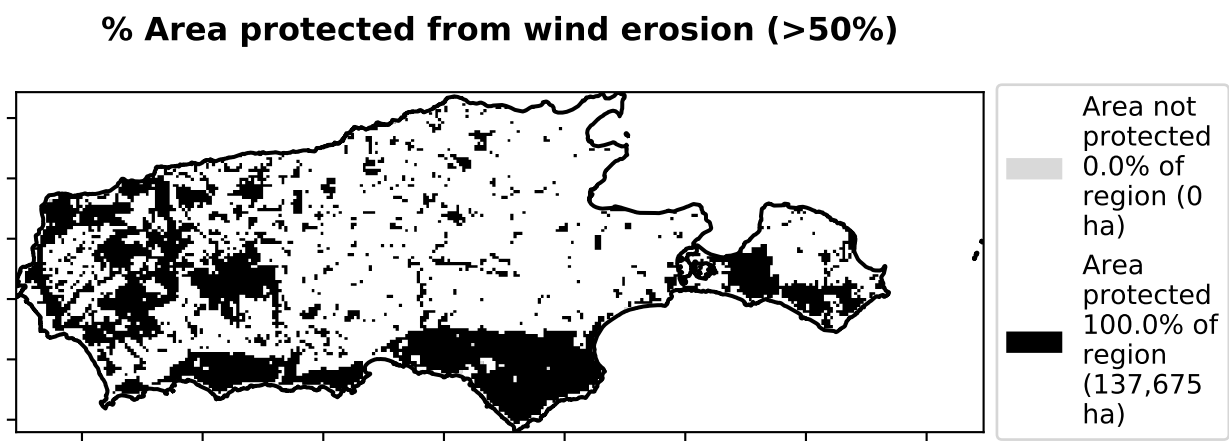 % Area protected from wind erosion (>50%)
Area not
protected
0.0% of
region (0
ha)
Area
protected
100.0% of
region
(137,675
ha)